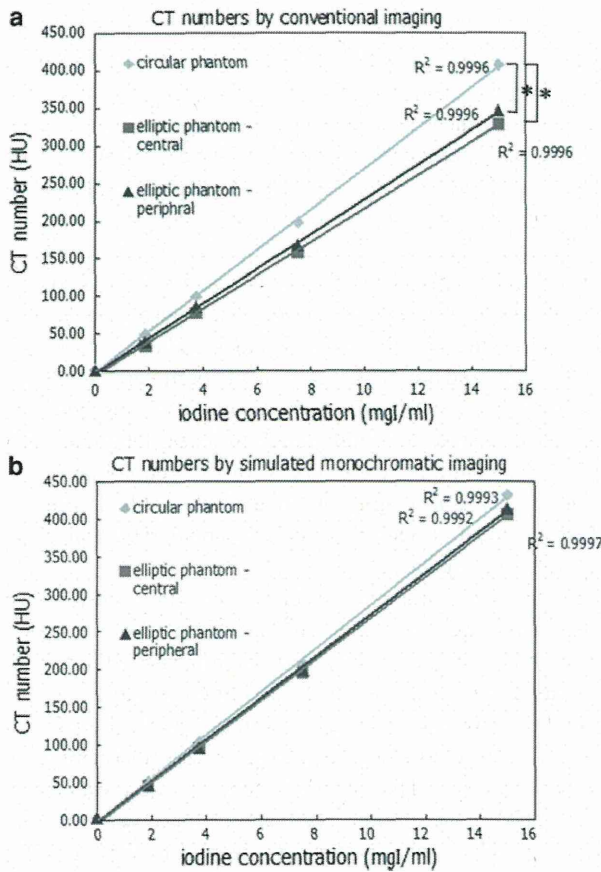 a
CT numbers by conventional imaging
450.00
400.00
350.00
300.00
250.00
200.00
150.00
100.00
50.00
0.00
CT number (HU)
circular phantom
elliptic phantom -
central
elliptic phantom -
periphral
R² = 0.9996
R² = 0.9996
R² = 0.9996
* *
0 2 4 6 8 10 12 14 16
iodine concentration (mgI/ml)
b
CT numbers by simulated monochromatic imaging
450.00
400.00
350.00
300.00
250.00
200.00
150.00
100.00
50.00
0.00
CT number (HU)
circular phantom
elliptic phantom -
central
elliptic phantom -
peripheral
R² = 0.9993
R² = 0.9992
R² = 0.9997
0 2 4 6 8 10 12 14 16
iodine concentration (mgI/ml)